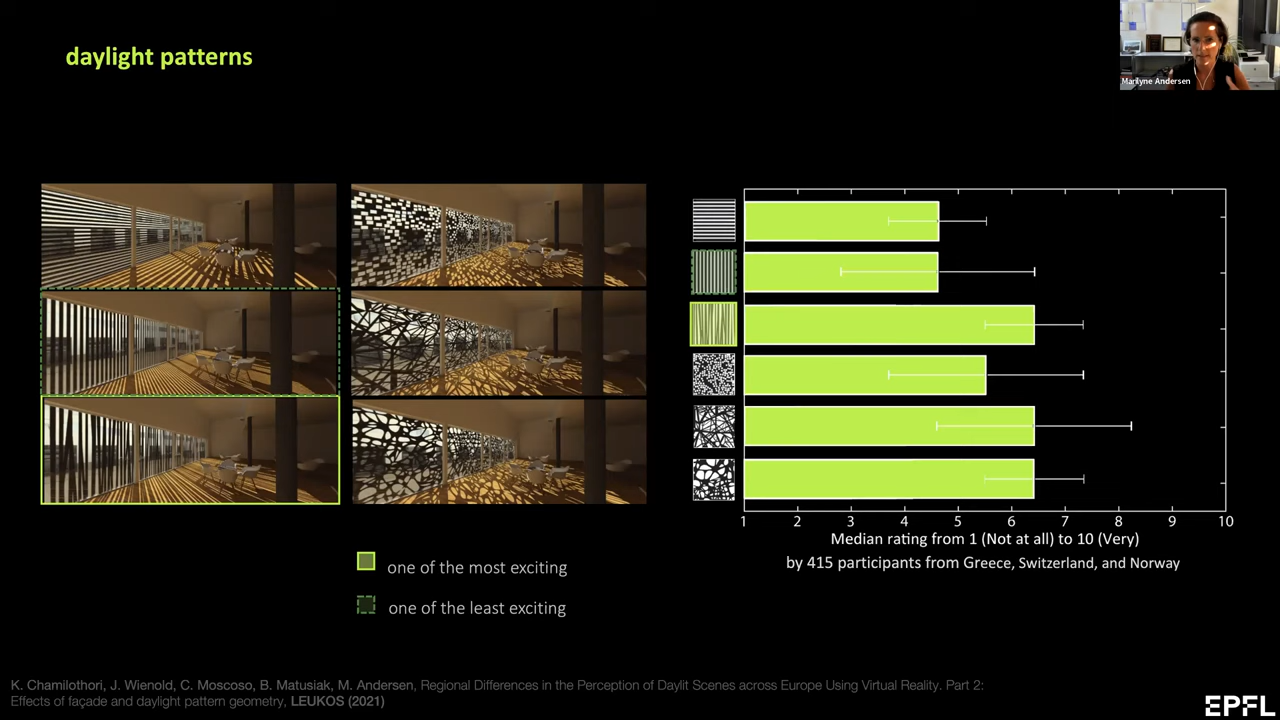 daylight patterns
Marilyne Andersen
1 2 3 4 5 6 7 8 9 10
Median rating from 1 (Not at all) to 10 (Very)
by 415 participants from Greece, Switzerland, and Norway
one of the most exciting
one of the least exciting
K. Chamilothori, J. Wienold, C. Moscoso, B. Matusiak, M. Andersen, Regional Differences in the Perception of Daylit Scenes across Europe Using Virtual Reality. Part 2:
Effects of façade and daylight pattern geometry, LEUKOS (2021)
EPFL